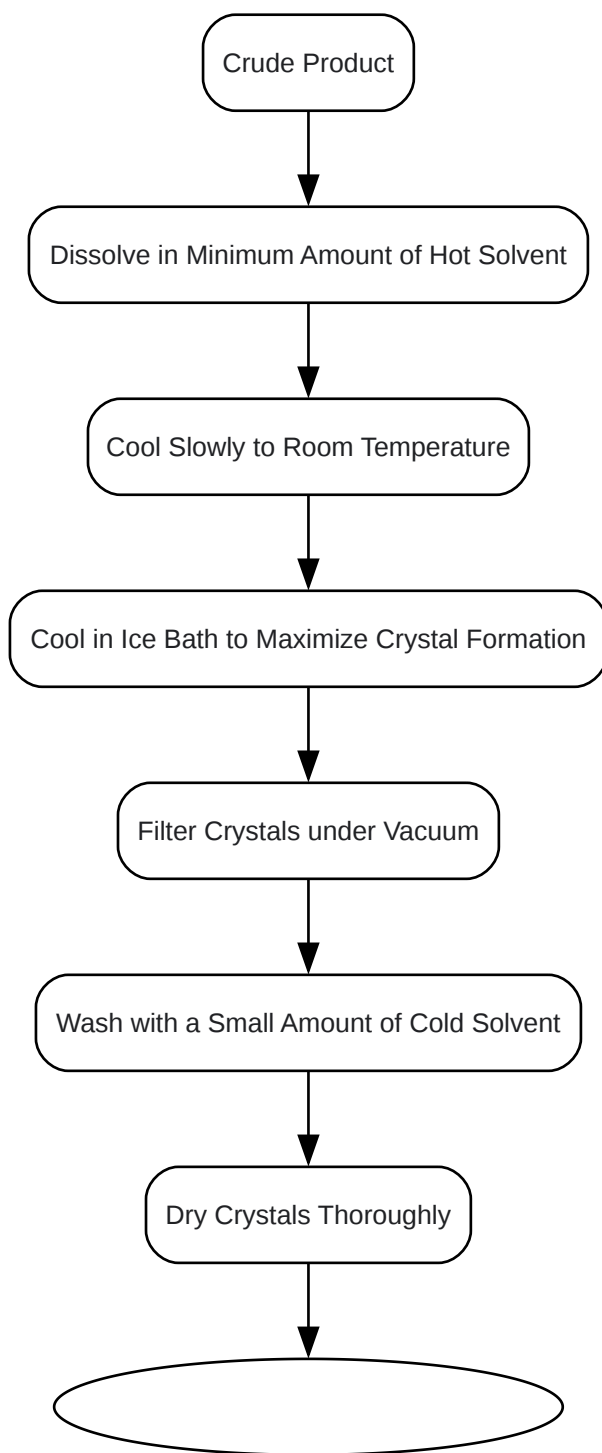 Crude Product
Dissolve in Minimum Amount of Hot Solvent
Cool Slowly to Room Temperature
Cool in Ice Bath to Maximize Crystal Formation
Filter Crystals under Vacuum
Wash with a Small Amount of Cold Solvent
Dry Crystals Thoroughly